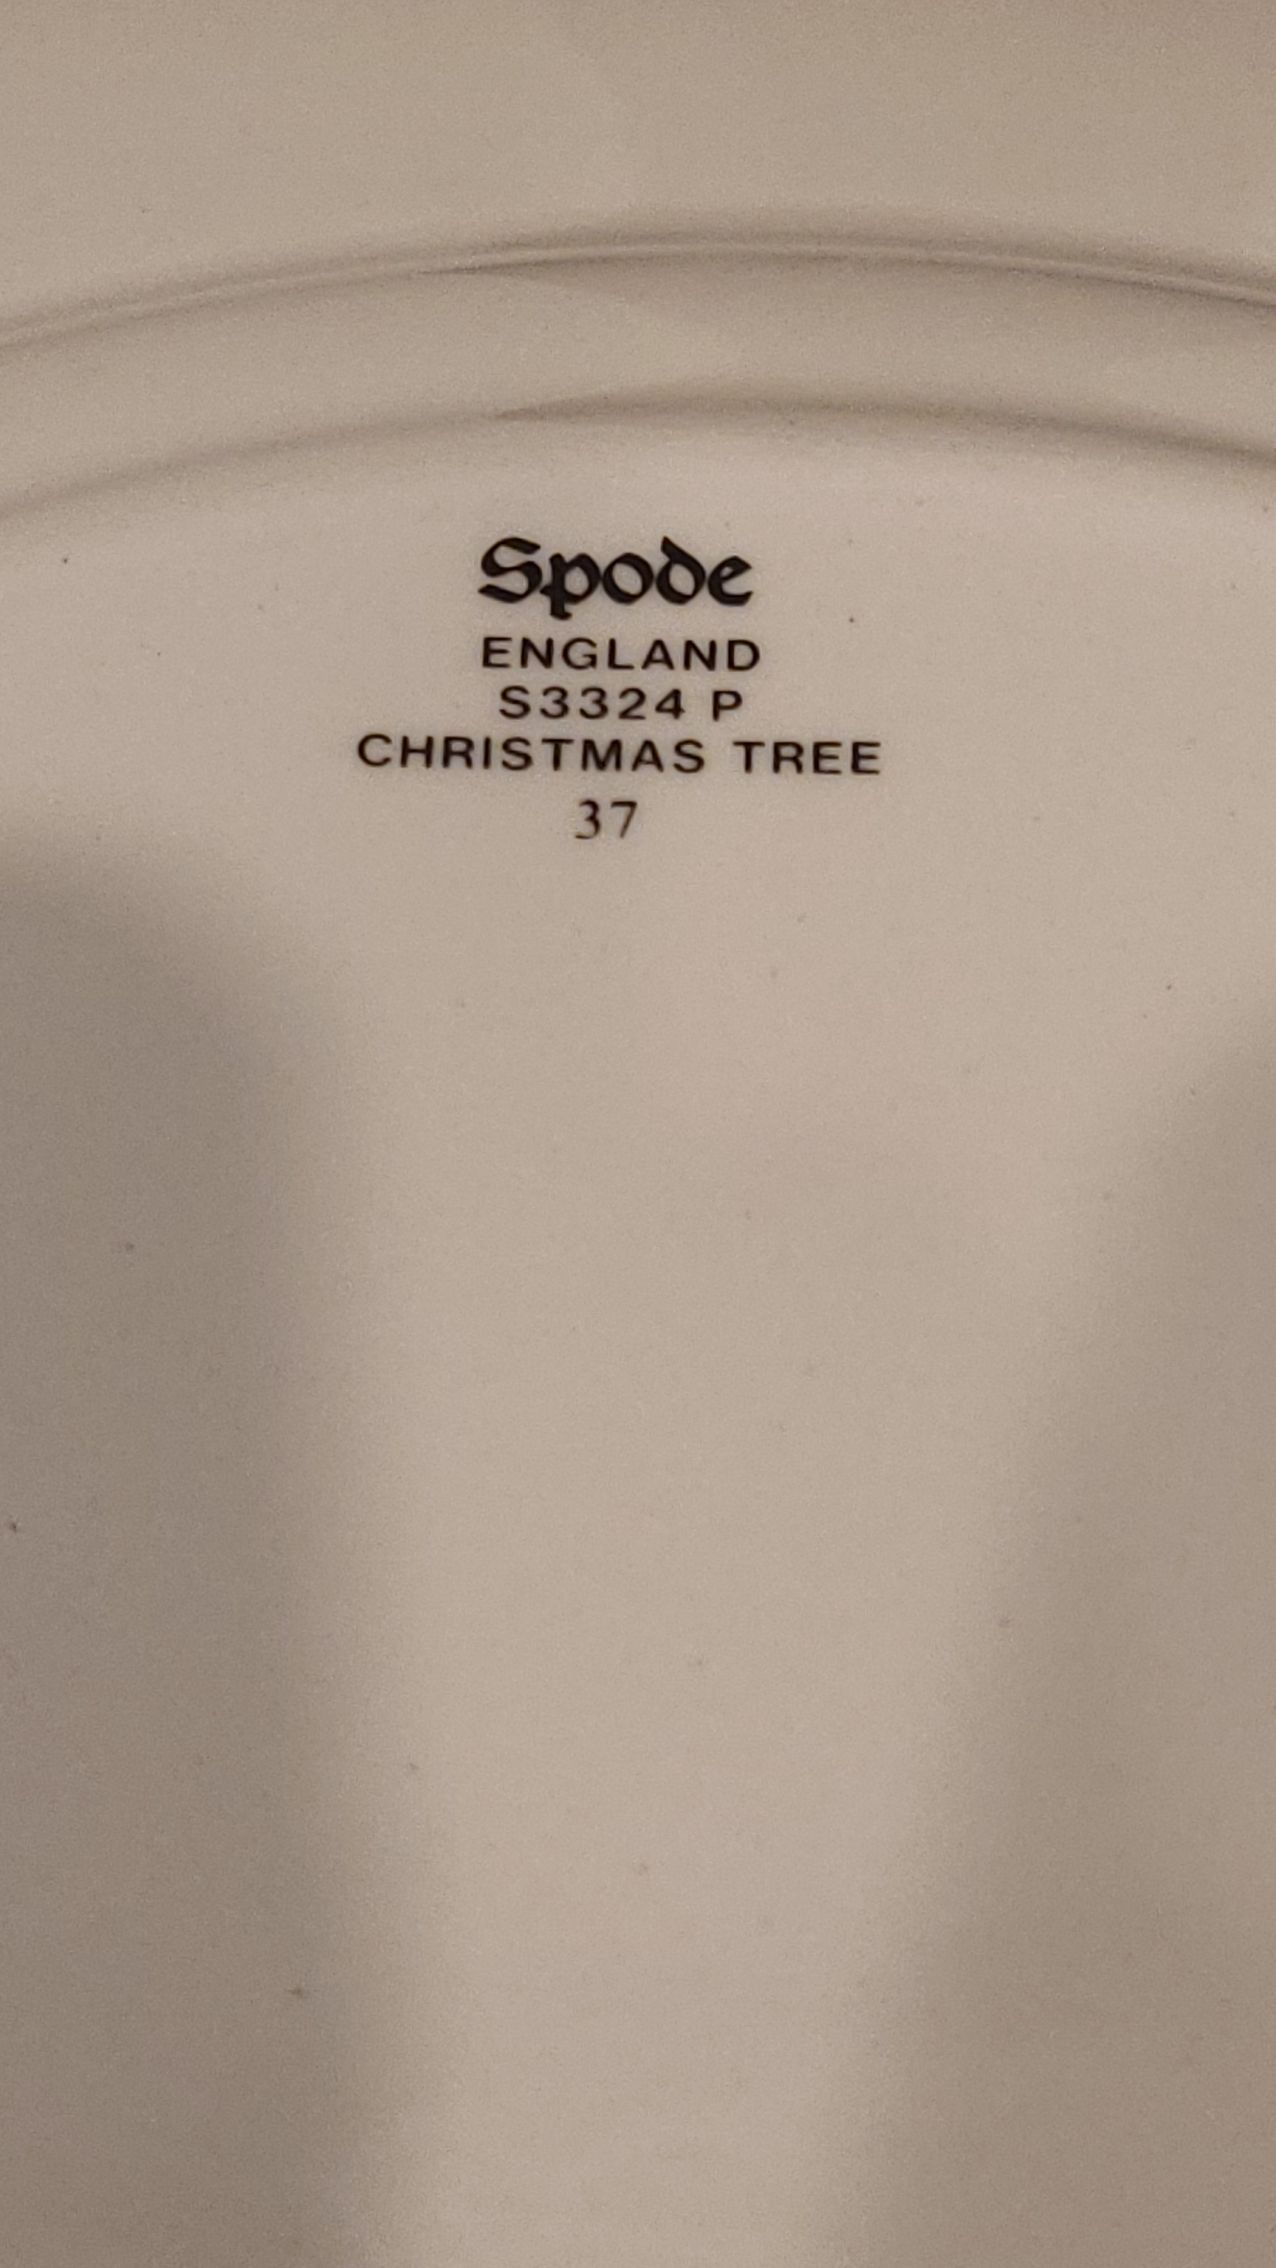 Spode
ENGLAND
S3324 P
CHRISTMAS TREE
37